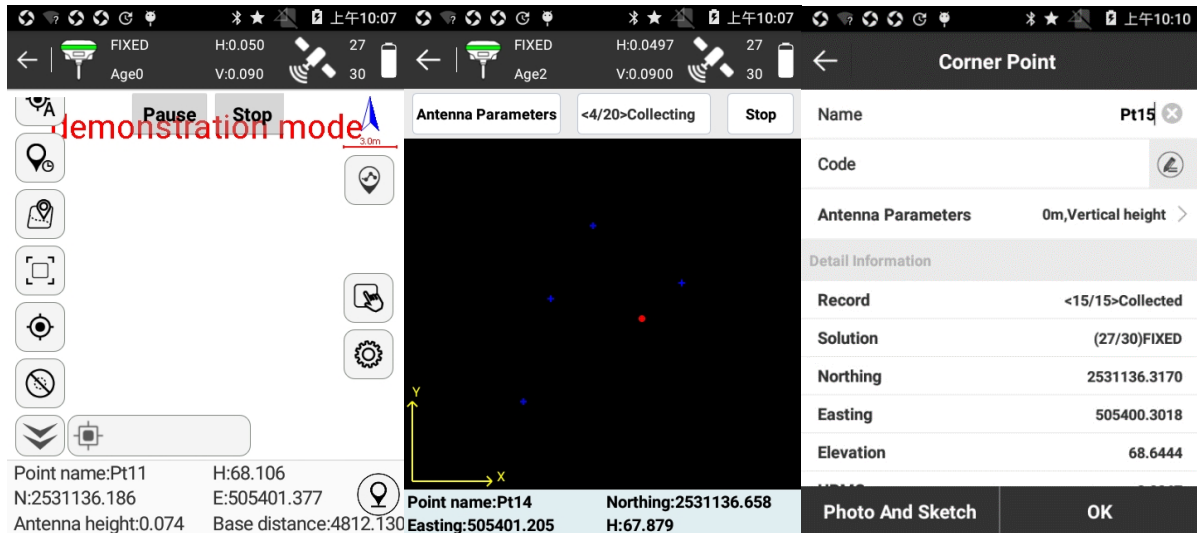 上午10:07
FIXED H:0.050 27
Age0 V:0.090 30
Pause Stop
demonstration mode
3.0m
Point name:Pt11 H:68.106
N:2531136.186 E:505401.377
Antenna height:0.074 Base distance:4812.130
上午10:07
FIXED H:0.0497 27
Age2 V:0.0900 30
Antenna Parameters <4/20>Collecting Stop
Y
X
Point name:Pt14 Northing:2531136.658
Easting:505401.205 H:67.879
上午10:10
Corner Point
Name Pt15
Code
Antenna Parameters 0m,Vertical height
Detail Information
Record <15/15>Collected
Solution (27/30)FIXED
Northing 2531136.3170
Easting 505400.3018
Elevation 68.6444
Photo And Sketch OK